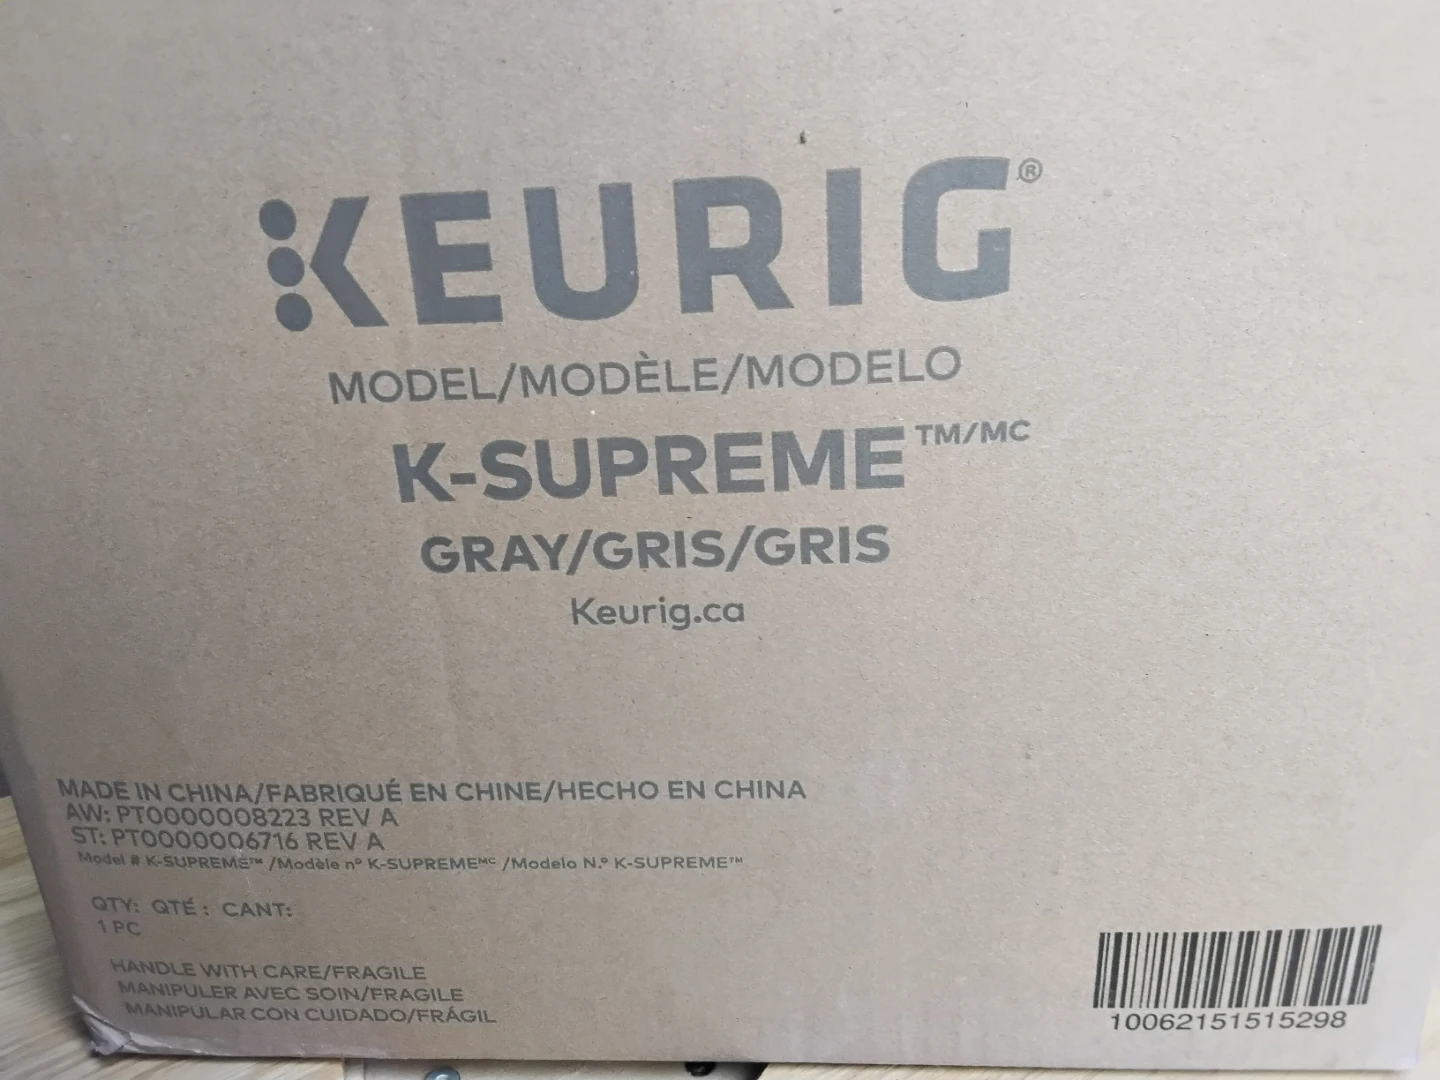 KEURIG®
MODEL/MODÈLE/MODELO
K-SUPREME™/MC
GRAY/GRIS/GRIS
Keurig.ca
MADE IN CHINA/FABRIQUÉ EN CHINE/HECHO EN CHINA
AW: PT0000008223 REV A
ST: PT0000006716 REV A
Model # K-SUPREME™ /Modèle nº K-SUPREMEᴹᶜ /Modelo N.º K-SUPREME™
QTY: QTÉ : CANT:
1 PC
HANDLE WITH CARE/FRAGILE
MANIPULER AVEC SOIN/FRAGILE
MANIPULAR CON CUIDADO/FRÁGIL
10062151515298